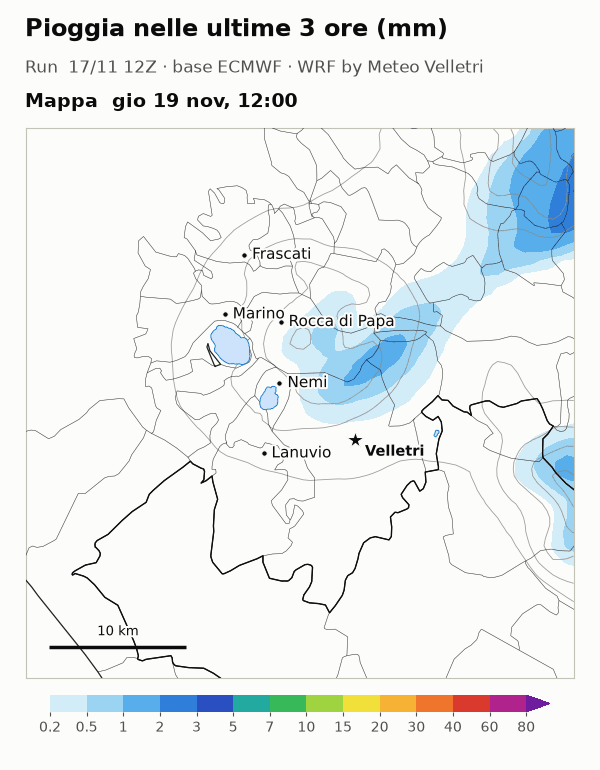 Pioggia nelle ultime 3 ore (mm)
Run  17/11 12Z · base ECMWF · WRF by Meteo Velletri
Mappa  gio 19 nov, 12:00
Frascati
Marino
Rocca di Papa
Nemi
Velletri
Lanuvio
10 km
0.2 0.5 1 2 3 5 7 10 15 20 30 40 60 80